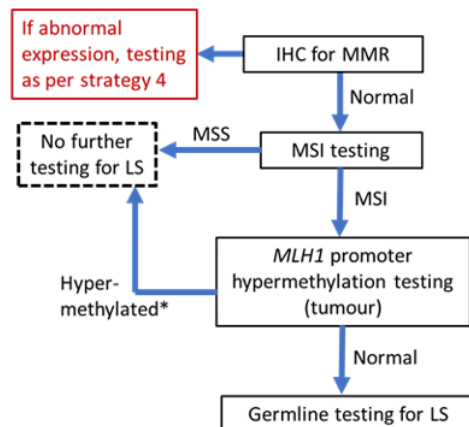 If abnormal
expression, testing
as per strategy 4
IHC for MMR
Normal
No further
testing for LS
MSS
MSI testing
MSI
MLH1 promoter
hypermethylation testing
(tumour)
Hyper-
methylated*
Normal
Germline testing for LS